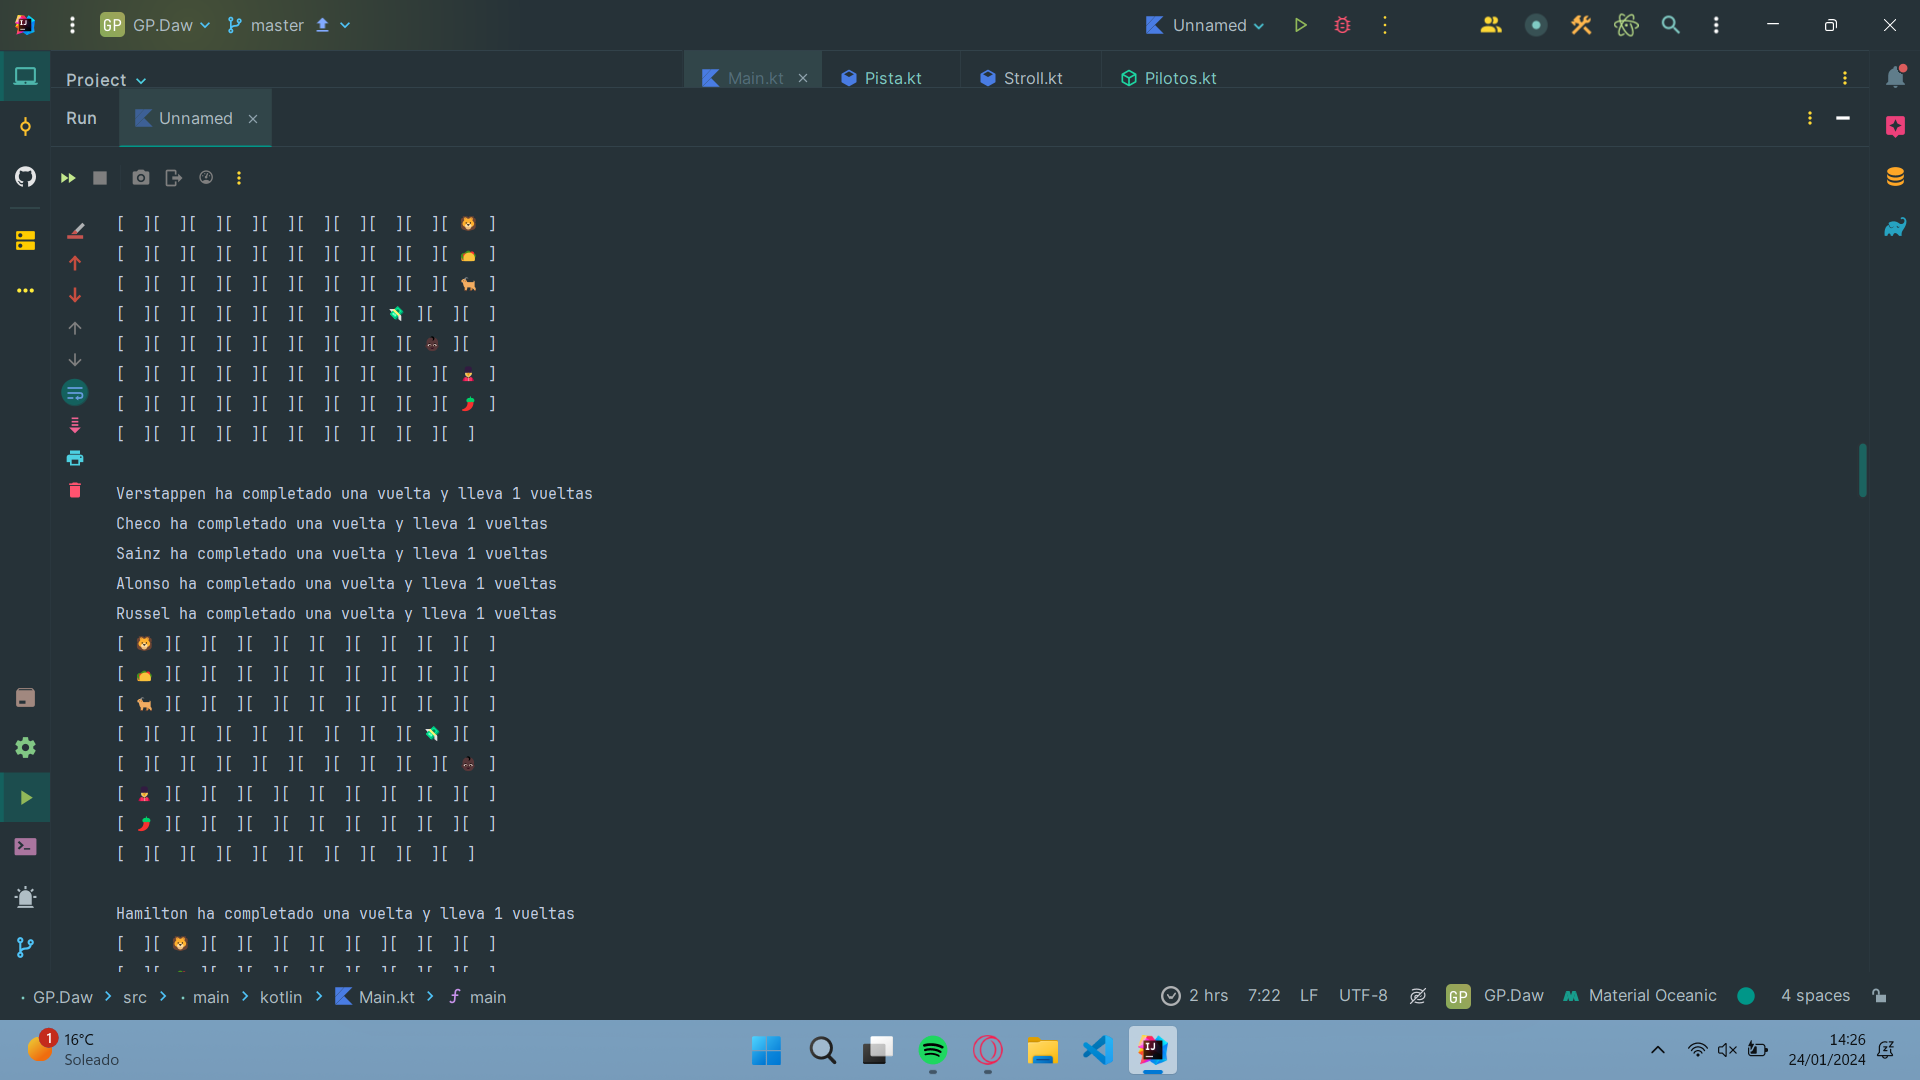 GP GP.Daw master Unnamed
Project Main.kt Pista.kt Stroll.kt Pilotos.kt
Run Unnamed
[  ][  ][  ][  ][  ][  ][  ][  ][  ][ 🦁 ]
[  ][  ][  ][  ][  ][  ][  ][  ][  ][ 🌮 ]
[  ][  ][  ][  ][  ][  ][  ][  ][  ][ 🐂 ]
[  ][  ][  ][  ][  ][  ][  ][ 💸 ][  ][  ]
[  ][  ][  ][  ][  ][  ][  ][  ][ 👶🏿 ][  ]
[  ][  ][  ][  ][  ][  ][  ][  ][  ][ 💂 ]
[  ][  ][  ][  ][  ][  ][  ][  ][  ][ 🌶 ]
[  ][  ][  ][  ][  ][  ][  ][  ][  ][  ]
Verstappen ha completado una vuelta y lleva 1 vueltas
Checo ha completado una vuelta y lleva 1 vueltas
Sainz ha completado una vuelta y lleva 1 vueltas
Alonso ha completado una vuelta y lleva 1 vueltas
Russel ha completado una vuelta y lleva 1 vueltas
[ 🦁 ][  ][  ][  ][  ][  ][  ][  ][  ][  ]
[ 🌮 ][  ][  ][  ][  ][  ][  ][  ][  ][  ]
[ 🐂 ][  ][  ][  ][  ][  ][  ][  ][  ][  ]
[  ][  ][  ][  ][  ][  ][  ][  ][ 💸 ][  ]
[  ][  ][  ][  ][  ][  ][  ][  ][  ][ 👶🏿 ]
[ 💂 ][  ][  ][  ][  ][  ][  ][  ][  ][  ]
[ 🌶 ][  ][  ][  ][  ][  ][  ][  ][  ][  ]
[  ][  ][  ][  ][  ][  ][  ][  ][  ][  ]
Hamilton ha completado una vuelta y lleva 1 vueltas
[  ][ 🦁 ][  ][  ][  ][  ][  ][  ][  ][  ]
GP.Daw > src > main > kotlin > Main.kt > main 2 hrs 7:22 LF UTF-8 GP GP.Daw Material Oceanic 4 spaces
1 16°C
Soleado
14:26
24/01/2024